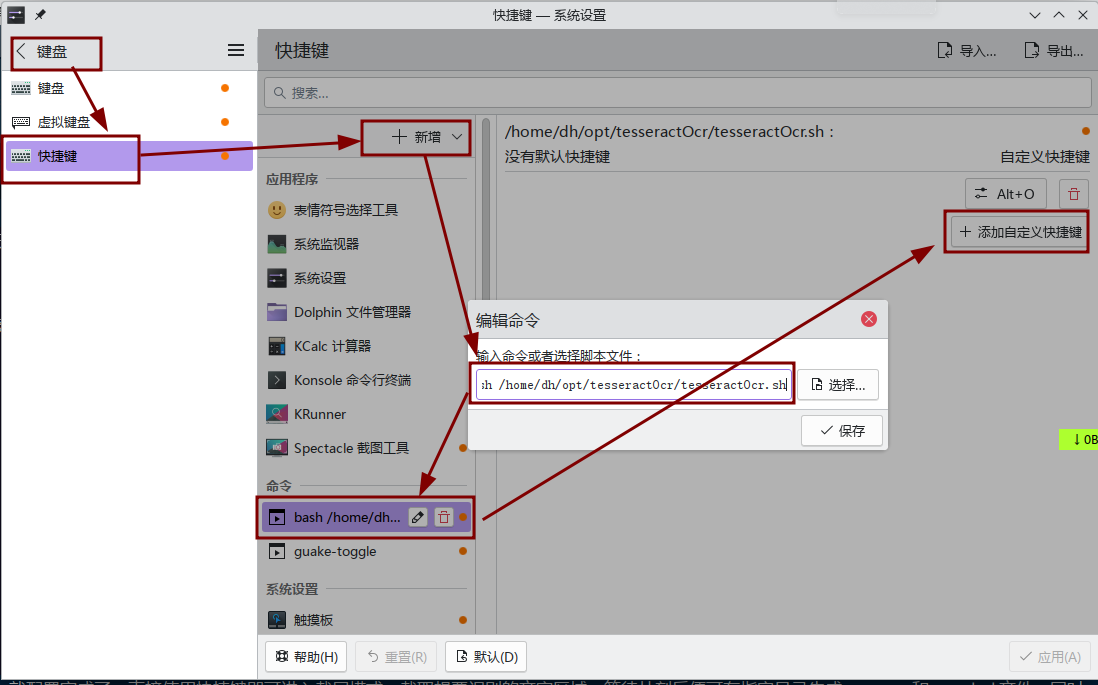 快捷键 — 系统设置
键盘
快捷键
导入...
导出...
键盘
虚拟键盘
快捷键
搜索...
新增
应用程序
表情符号选择工具
系统监视器
系统设置
Dolphin 文件管理器
KCalc 计算器
Konsole 命令行终端
KRunner
Spectacle 截图工具
命令
bash /home/dh...
guake-toggle
系统设置
触摸板
/home/dh/opt/tesseractOcr/tesseractOcr.sh：
没有默认快捷键
自定义快捷键
Alt+O
添加自定义快捷键
编辑命令
输入命令或者选择脚本文件：
sh /home/dh/opt/tesseractOcr/tesseractOcr.sh
选择...
保存
↓0B
帮助(H)
重置(R)
默认(D)
应用(A)